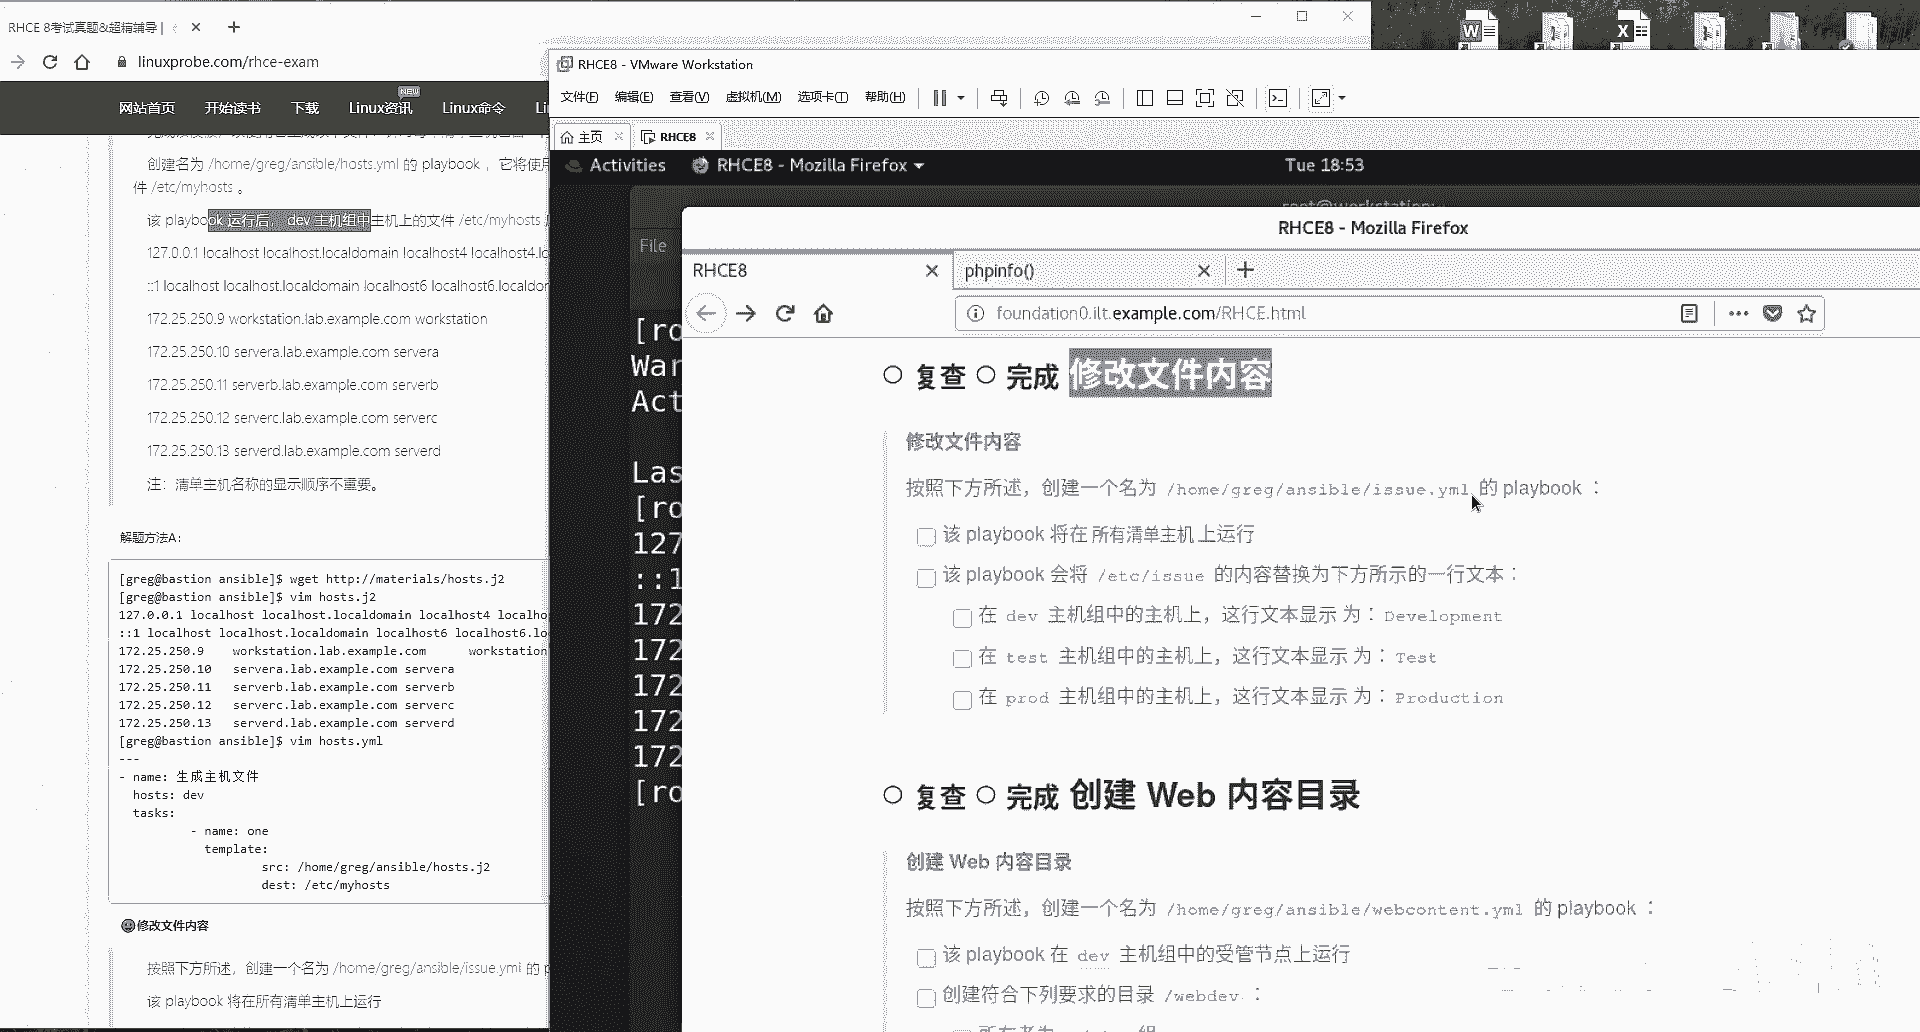 RHCE 8考试真题&超精辅导 |
linuxprobe.com/rhce-exam
网站首页 开始读书 下载 Linux资讯 NEW Linux命令
创建名为 /home/greg/ansible/hosts.yml 的 playbook ，它将使用
件 /etc/myhosts 。
该 playbook 运行后， dev 主机组中主机上的文件 /etc/myhosts
127.0.0.1 localhost localhost.localdomain localhost4 localhost4.lo
::1 localhost localhost.localdomain localhost6 localhost6.localdom
172.25.250.9 workstation.lab.example.com workstation
172.25.250.10 servera.lab.example.com servera
172.25.250.11 serverb.lab.example.com serverb
172.25.250.12 serverc.lab.example.com serverc
172.25.250.13 serverd.lab.example.com serverd
注：清单主机名称的显示顺序不重要。
解题方法A:
[greg@bastion ansible]$ wget http://materials/hosts.j2
[greg@bastion ansible]$ vim hosts.j2
127.0.0.1 localhost localhost.localdomain localhost4 localho
::1 localhost localhost.localdomain localhost6 localhost6.lo
172.25.250.9 workstation.lab.example.com workstation
172.25.250.10 servera.lab.example.com servera
172.25.250.11 serverb.lab.example.com serverb
172.25.250.12 serverc.lab.example.com serverc
172.25.250.13 serverd.lab.example.com serverd
[greg@bastion ansible]$ vim hosts.yml
---
- name: 生成主机文件
hosts: dev
tasks:
- name: one
template:
src: /home/greg/ansible/hosts.j2
dest: /etc/myhosts
修改文件内容
按照下方所述，创建一个名为 /home/greg/ansible/issue.yml 的 p
该 playbook 将在所有清单主机上运行
RHCE8 - VMware Workstation
文件(F) 编辑(E) 查看(V) 虚拟机(M) 选项卡(T) 帮助(H)
主页 RHCE8
Activities RHCE8 - Mozilla Firefox Tue 18:53
root@workstation:~
File
[ro
War
Act
Las
[ro
127
::1
172
172
172
172
172
[ro
RHCE8 - Mozilla Firefox
RHCE8 phpinfo()
foundation0.ilt.example.com/RHCE.html
复查 完成 修改文件内容
修改文件内容
按照下方所述，创建一个名为 /home/greg/ansible/issue.yml 的 playbook ：
该 playbook 将在 所有清单主机 上运行
该 playbook 会将 /etc/issue 的内容替换为下方所示的一行文本：
在 dev 主机组中的主机上，这行文本显示 为： Development
在 test 主机组中的主机上，这行文本显示 为： Test
在 prod 主机组中的主机上，这行文本显示 为： Production
复查 完成 创建 Web 内容目录
创建 Web 内容目录
按照下方所述，创建一个名为 /home/greg/ansible/webcontent.yml 的 playbook ：
该 playbook 在 dev 主机组中的受管节点上运行
创建符合下列要求的目录 /webdev ：